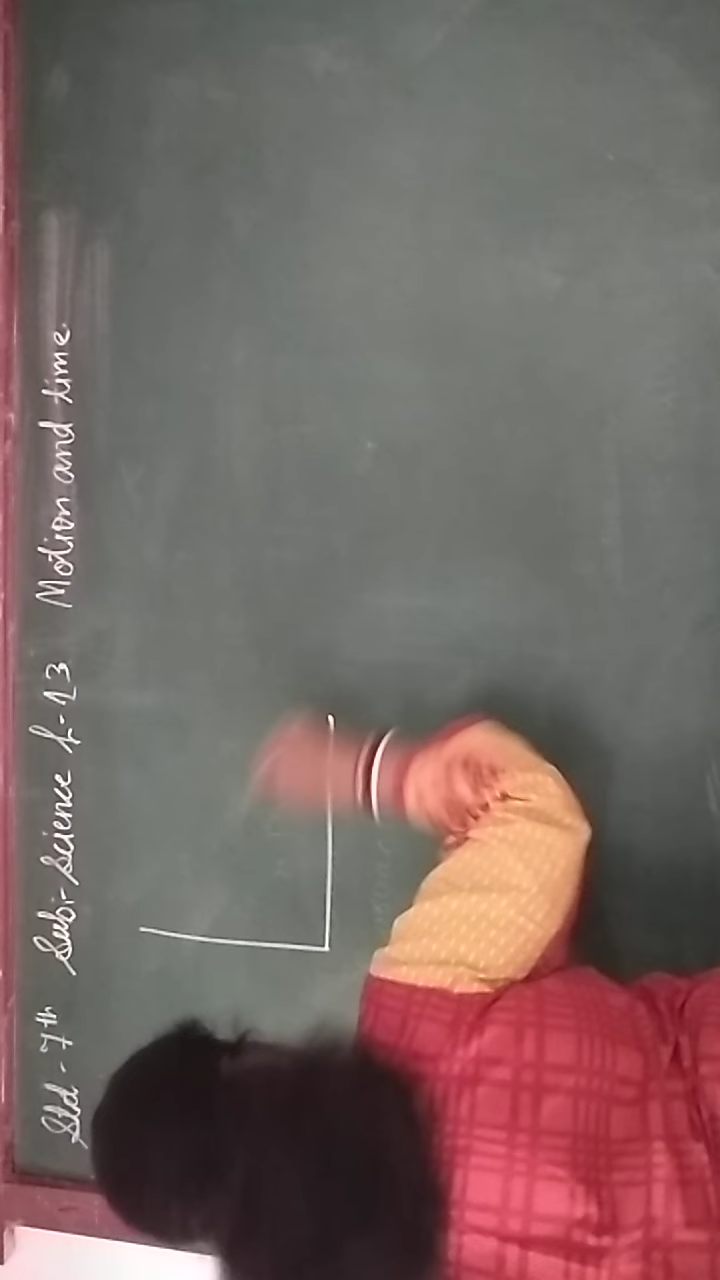 Std - 7th Sub:- Science L-13 Motion and time.